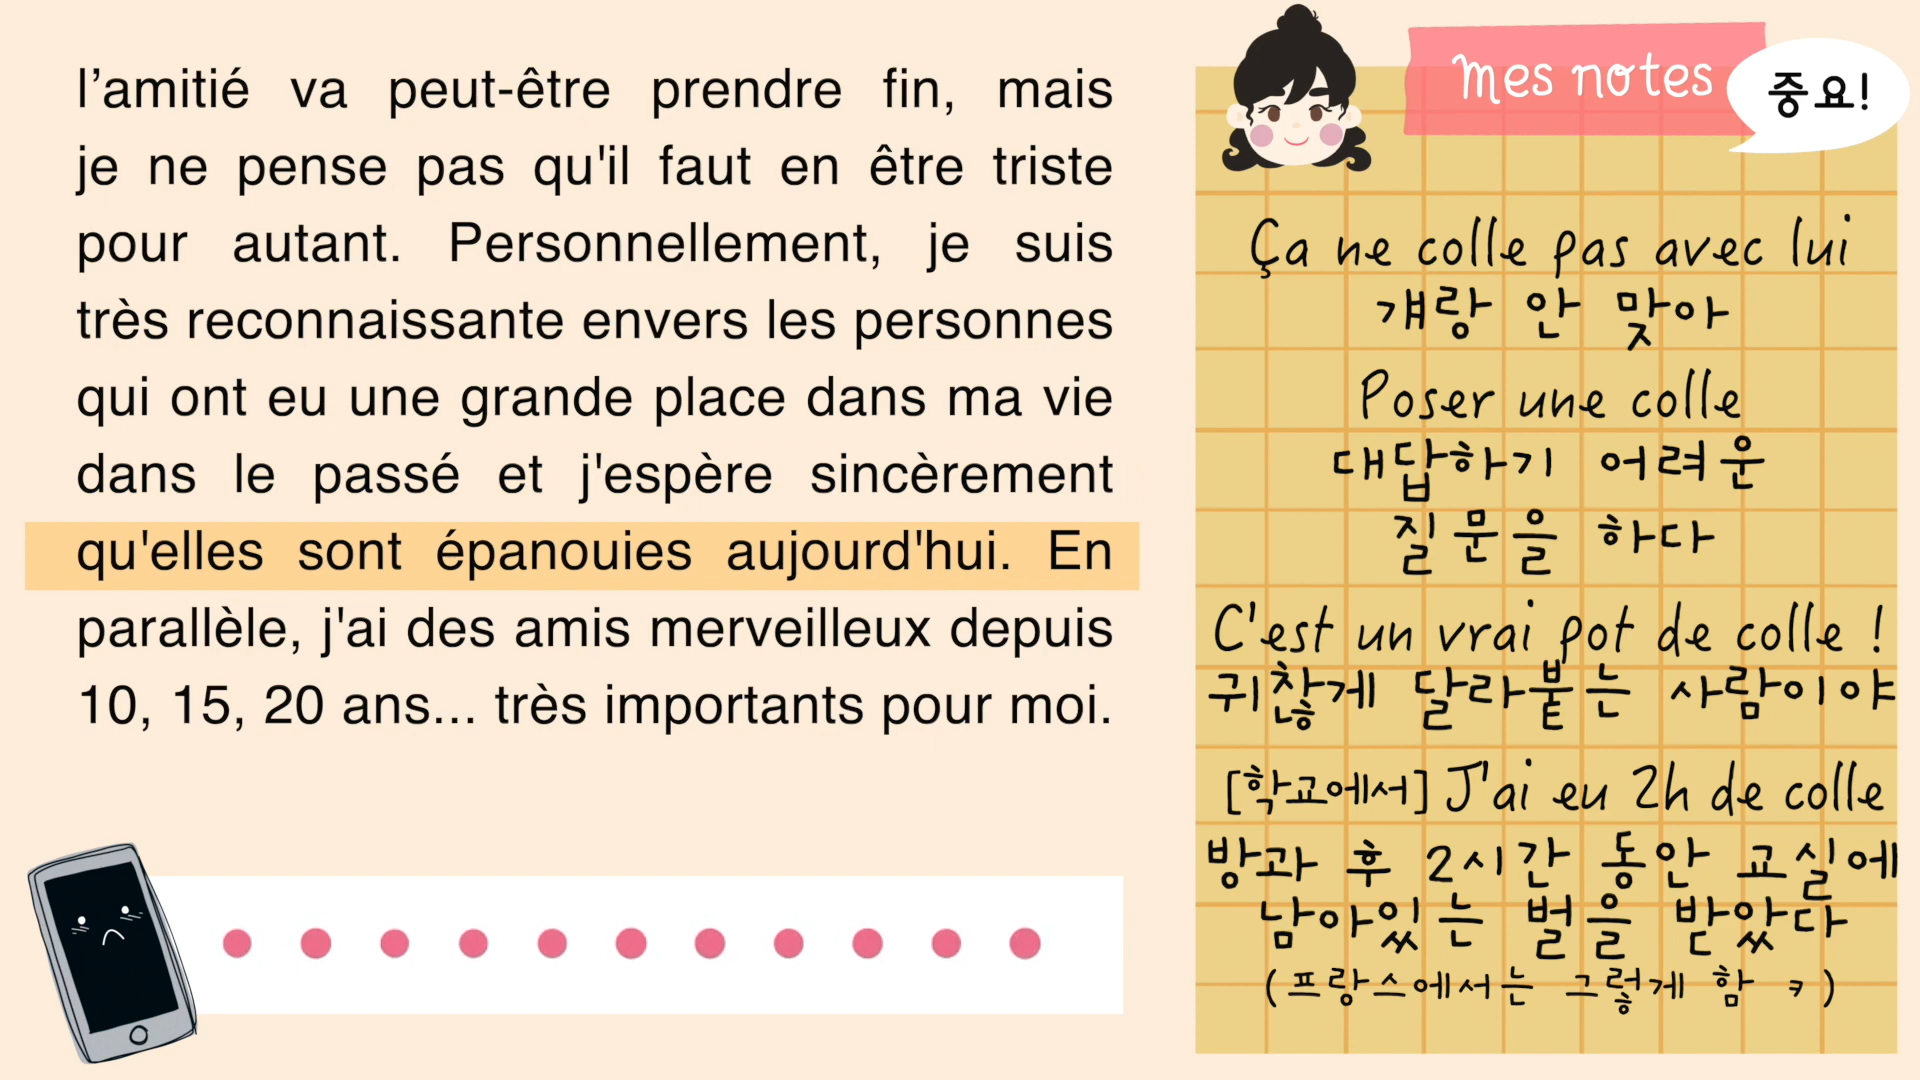 l’amitié va peut-être prendre fin, mais
je ne pense pas qu'il faut en être triste
pour autant. Personnellement, je suis
très reconnaissante envers les personnes
qui ont eu une grande place dans ma vie
dans le passé et j'espère sincèrement
qu'elles sont épanouies aujourd'hui. En
parallèle, j'ai des amis merveilleux depuis
10, 15, 20 ans... très importants pour moi.
mes notes
중요!
Ça ne colle pas avec lui
걔랑 안 맞아
Poser une colle
대답하기 어려운
질문을 하다
C'est un vrai pot de colle !
귀찮게 달라붙는 사람이야
[학교에서] J'ai eu 2h de colle
방과 후 2시간 동안 교실에
남아있는 벌을 받았다
(프랑스에서는 그렇게 함 ㅋ)